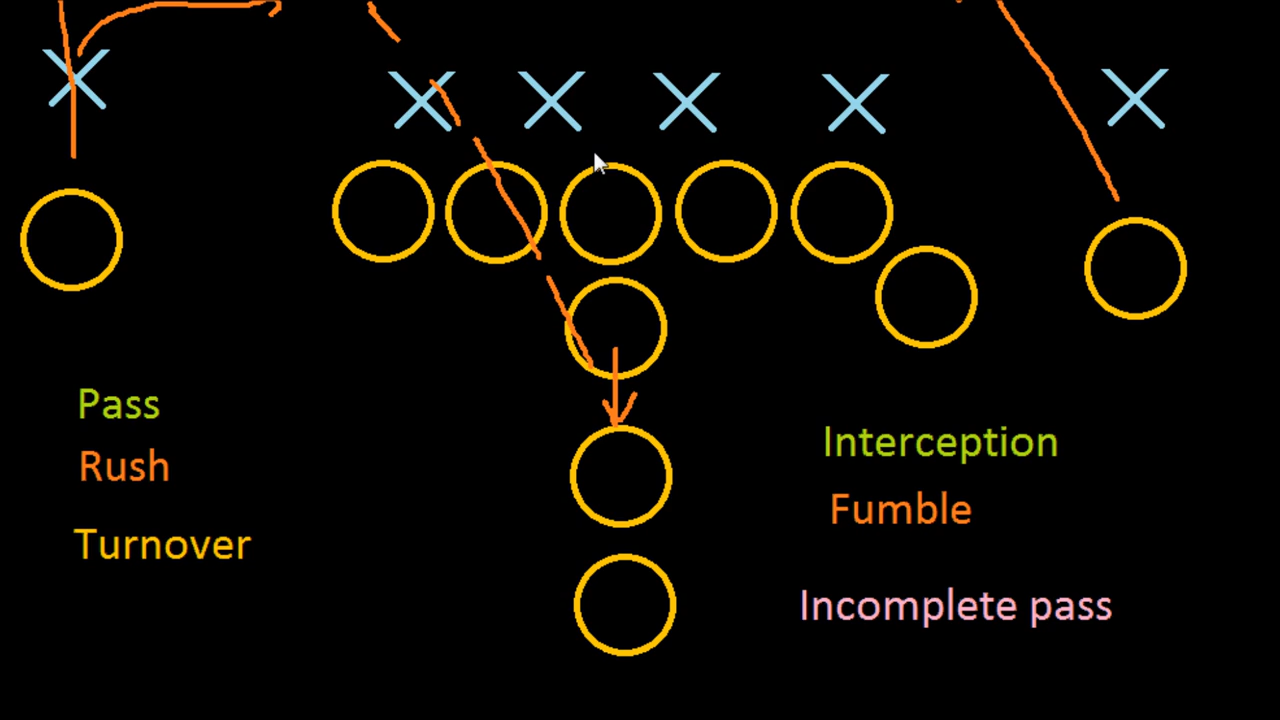 Pass
Rush
Turnover
Interception
Fumble
Incomplete pass